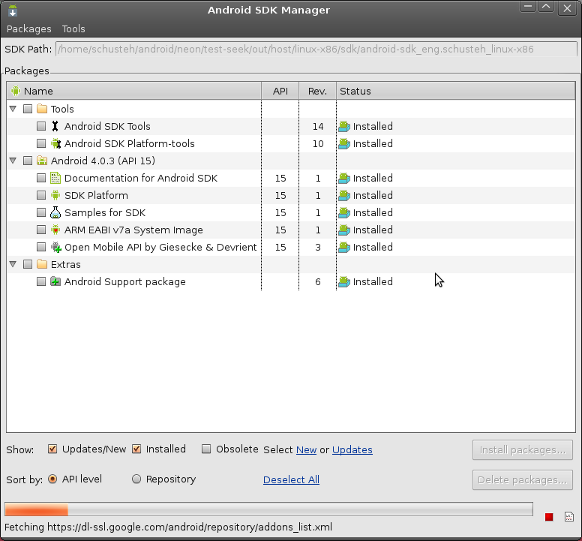 Android SDK Manager
Packages Tools
SDK Path: /home/schusteh/android/neon/test-seek/out/host/linux-x86/sdk/android-sdk_eng.schusteh_linux-x86
Packages
Name API Rev. Status
Tools
Android SDK Tools 14 Installed
Android SDK Platform-tools 10 Installed
Android 4.0.3 (API 15)
Documentation for Android SDK 15 1 Installed
SDK Platform 15 1 Installed
Samples for SDK 15 1 Installed
ARM EABI v7a System Image 15 1 Installed
Open Mobile API by Giesecke & Devrient 15 3 Installed
Extras
Android Support package 6 Installed
Show: Updates/New Installed Obsolete Select New or Updates Install packages...
Sort by: API level Repository Deselect All Delete packages...
Fetching https://dl-ssl.google.com/android/repository/addons_list.xml